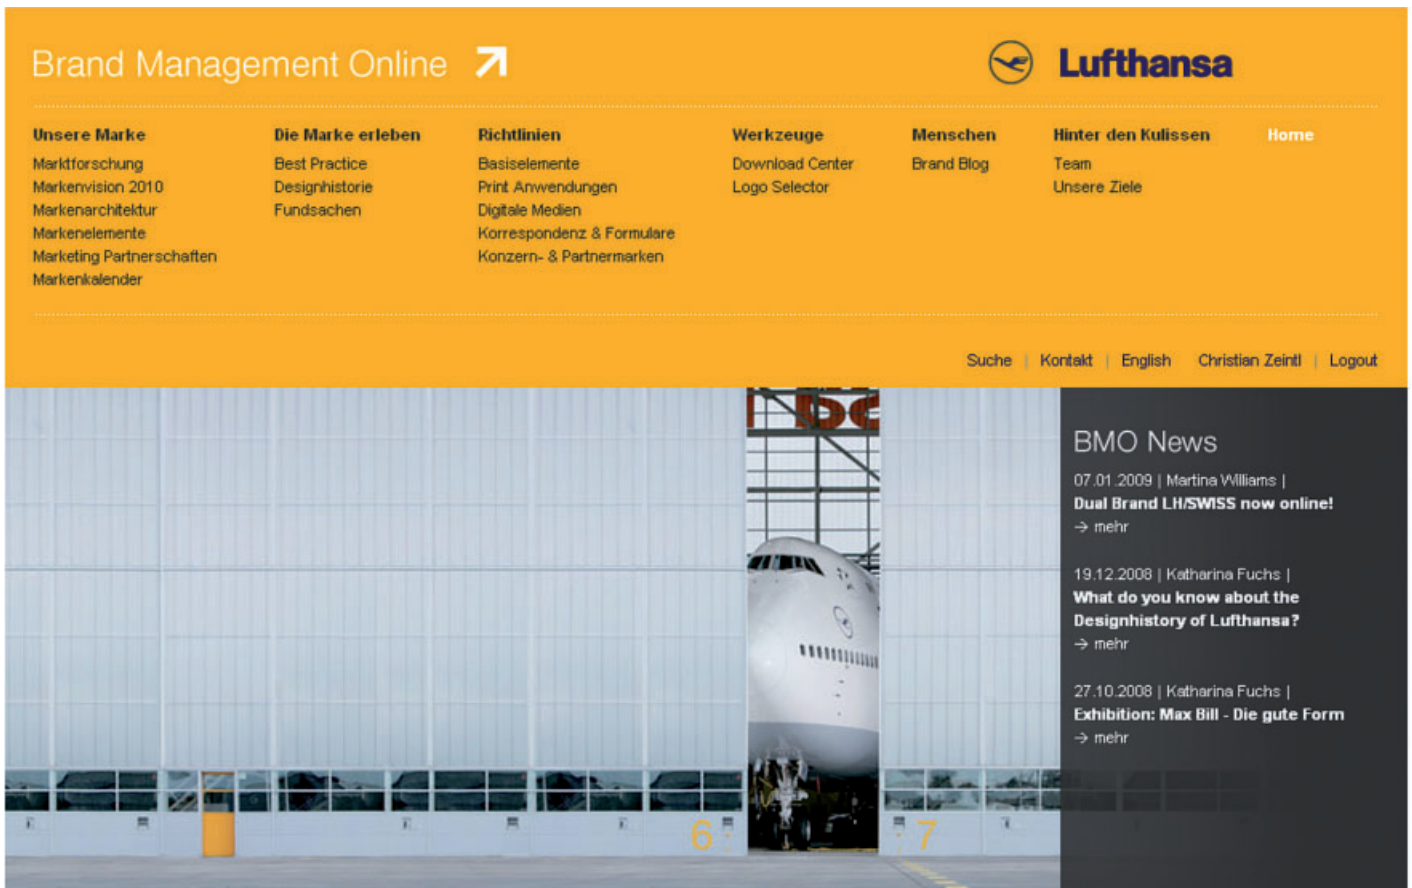 Brand Management Online
Lufthansa
Unsere Marke
Marktforschung
Markenvision 2010
Markenarchitektur
Markenelemente
Marketing Partnerschaften
Markenkalender
Die Marke erleben
Best Practice
Designhistorie
Fundsachen
Richtlinien
Basiselemente
Print Anwendungen
Digitale Medien
Korrespondenz & Formulare
Konzern- & Partnermarken
Werkzeuge
Download Center
Logo Selector
Menschen
Brand Blog
Hinter den Kulissen
Team
Unsere Ziele
Home
Suche | Kontakt | English Christian Zeintl | Logout
BMO News
07.01.2009 | Martina Williams |
Dual Brand LH/SWISS now online!
→ mehr
19.12.2008 | Katharina Fuchs |
What do you know about the
Designhistory of Lufthansa?
→ mehr
27.10.2008 | Katharina Fuchs |
Exhibition: Max Bill - Die gute Form
→ mehr
6
7